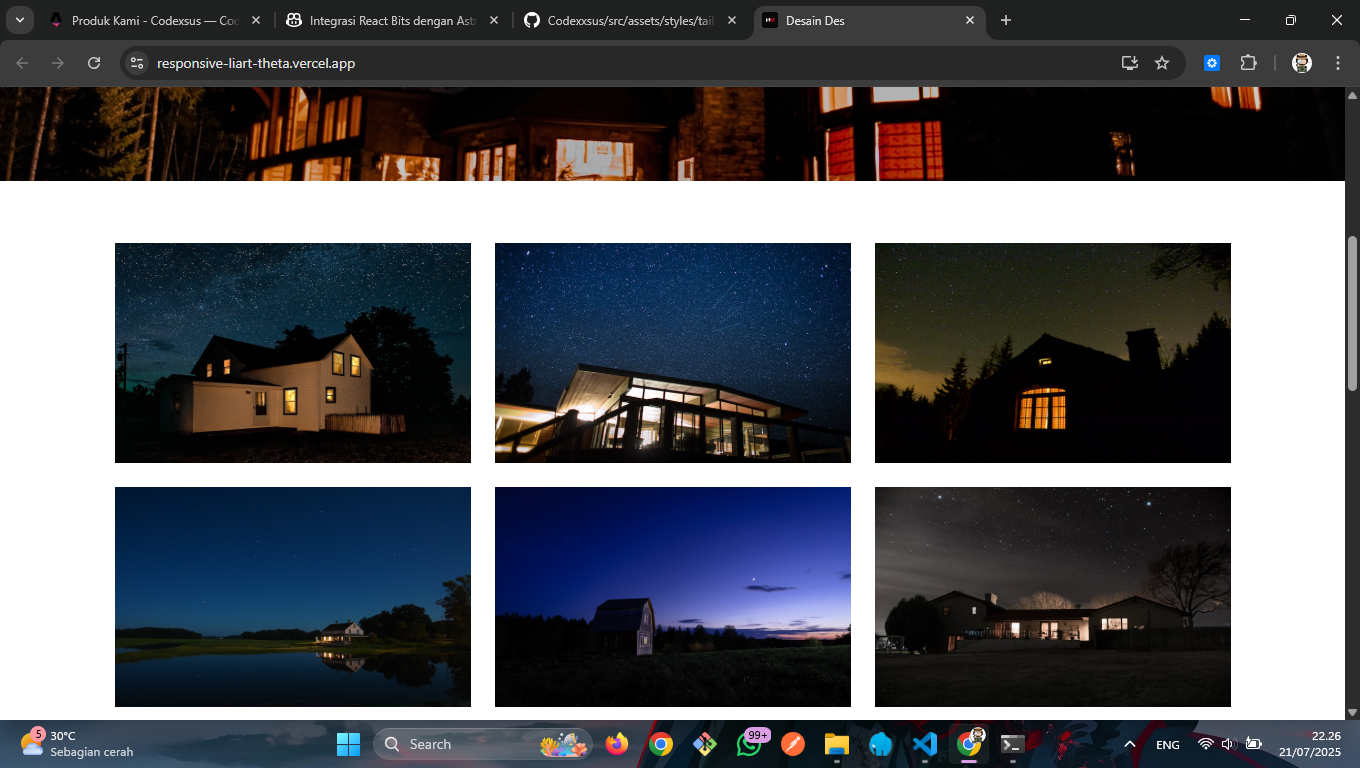 Produk Kami - Codexsus — Co
Integrasi React Bits dengan Ast
Codexxsus/src/assets/styles/tail
Desain Des
responsive-liart-theta.vercel.app
5
30°C
Sebagian cerah
Search
99+
ENG
22.26
21/07/2025